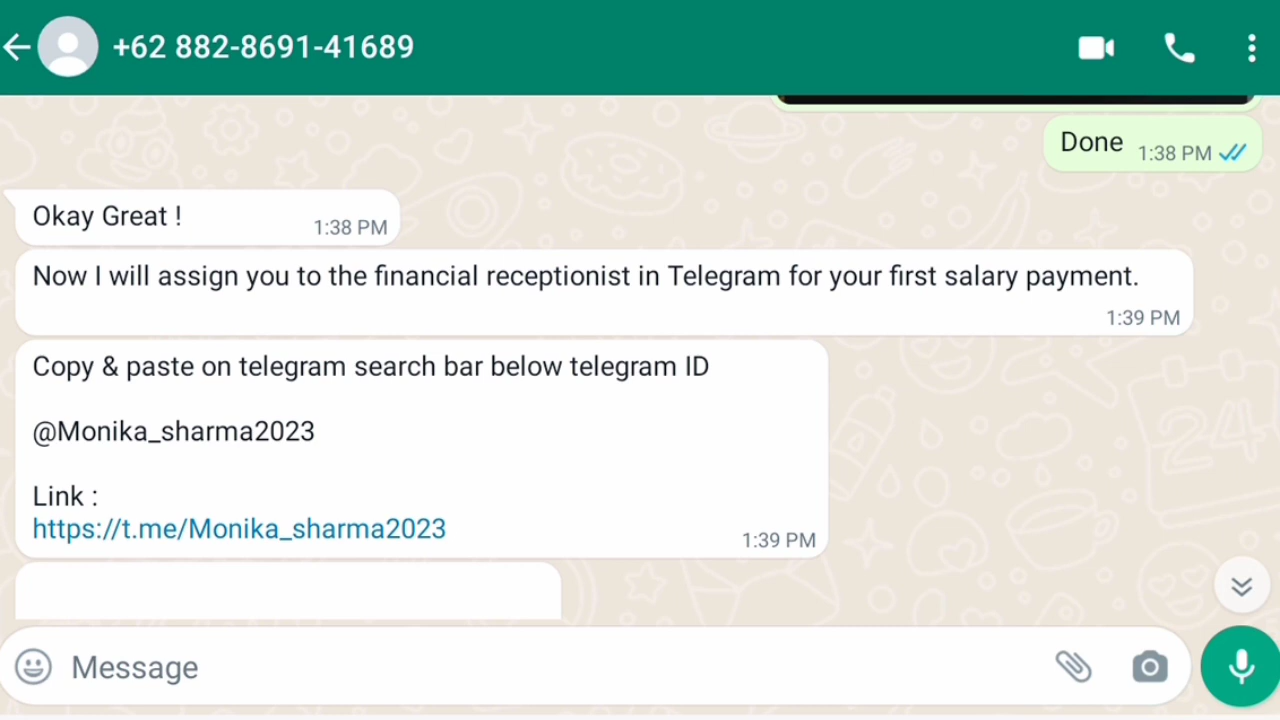 +62 882-8691-41689
Done 1:38 PM
Okay Great ! 1:38 PM
Now I will assign you to the financial receptionist in Telegram for your first salary payment.
1:39 PM
Copy & paste on telegram search bar below telegram ID
@Monika_sharma2023
Link :
https://t.me/Monika_sharma2023
1:39 PM
Message